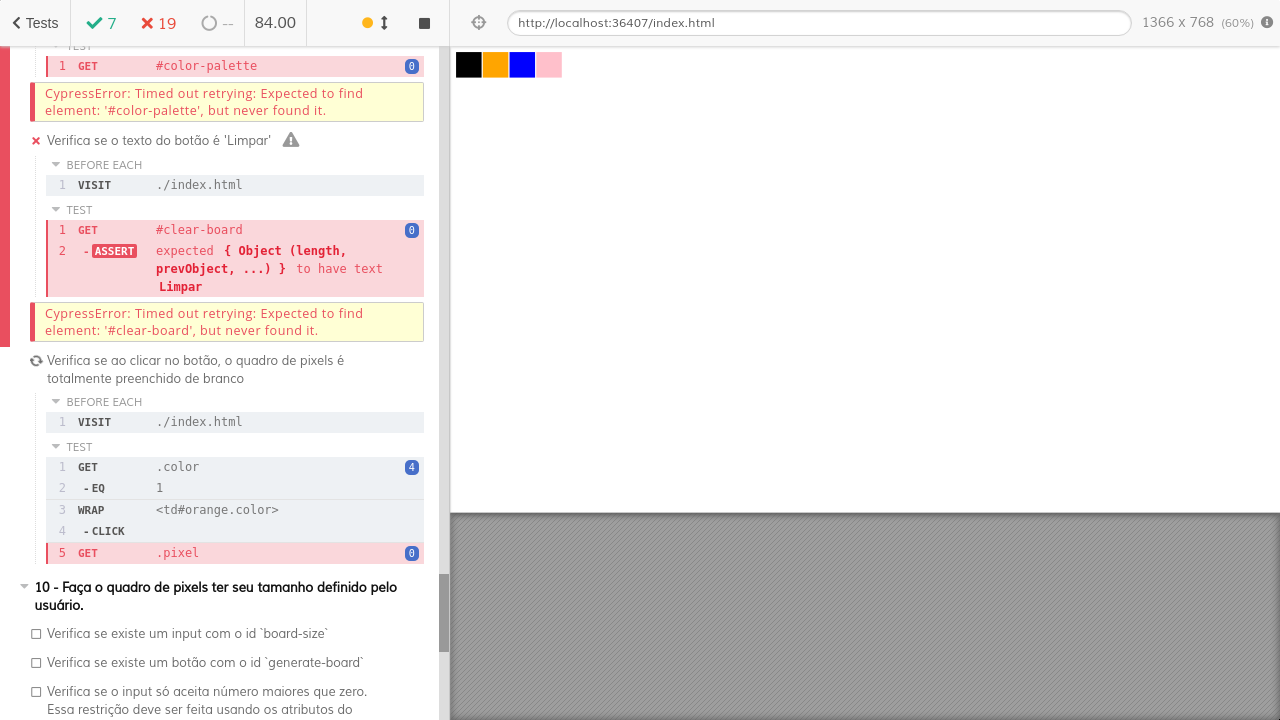 Tests 7 19 -- 84.00 http://localhost:36407/index.html 1366 x 768 (60%)
TEST
1 GET #color-palette 0
CypressError: Timed out retrying: Expected to find
element: '#color-palette', but never found it.
Verifica se o texto do botão é 'Limpar'
BEFORE EACH
1 VISIT ./index.html
TEST
1 GET #clear-board 0
2 - ASSERT expected { Object (length,
prevObject, ...) } to have text
Limpar
CypressError: Timed out retrying: Expected to find
element: '#clear-board', but never found it.
Verifica se ao clicar no botão, o quadro de pixels é
totalmente preenchido de branco
BEFORE EACH
1 VISIT ./index.html
TEST
1 GET .color 4
2 - EQ 1
3 WRAP <td#orange.color>
4 - CLICK
5 GET .pixel 0
10 - Faça o quadro de pixels ter seu tamanho definido pelo
usuário.
Verifica se existe um input com o id `board-size`
Verifica se existe um botão com o id `generate-board`
Verifica se o input só aceita número maiores que zero.
Essa restrição deve ser feita usando os atributos do